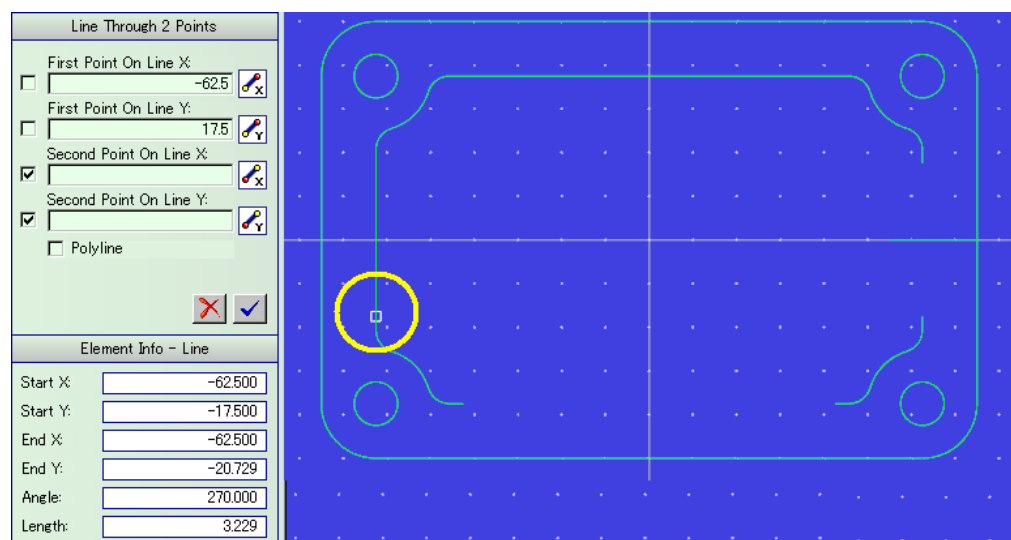 Line Through 2 Points
First Point On Line X:
-62.5
X
First Point On Line Y:
17.5
Y
Second Point On Line X:
X
Second Point On Line Y:
Y
Polyline
Element Info - Line
Start X: -62.500
Start Y: -17.500
End X: -62.500
End Y: -20.729
Angle: 270.000
Length: 3.229